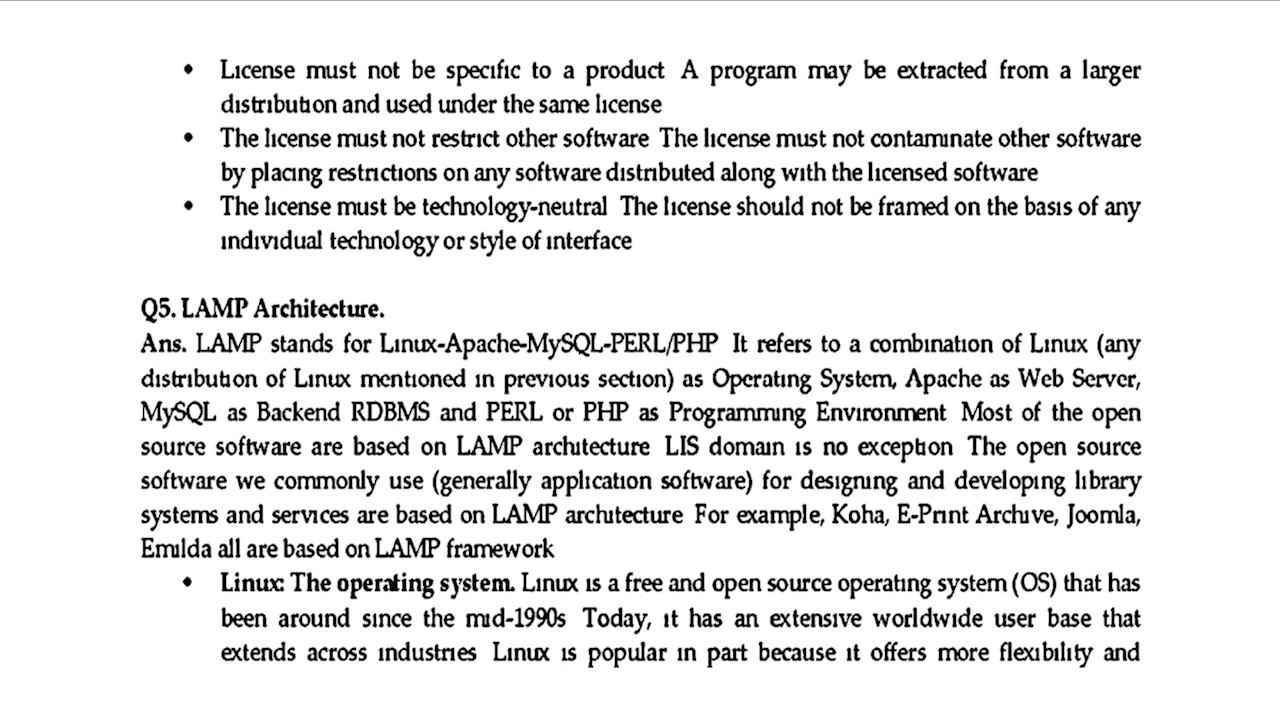 • License must not be specific to a product A program may be extracted from a larger
distribution and used under the same license
• The license must not restrict other software The license must not contaminate other software
by placing restrictions on any software distributed along with the licensed software
• The license must be technology-neutral The license should not be framed on the basis of any
individual technology or style of interface
Q5. LAMP Architecture.
Ans. LAMP stands for Linux-Apache-MySQL-PERL/PHP It refers to a combination of Linux (any
distribution of Linux mentioned in previous section) as Operating System, Apache as Web Server,
MySQL as Backend RDBMS and PERL or PHP as Programming Environment Most of the open
source software are based on LAMP architecture LIS domain is no exception The open source
software we commonly use (generally application software) for designing and developing library
systems and services are based on LAMP architecture For example, Koha, E-Print Archive, Joomla,
Emilda all are based on LAMP framework
• Linux: The operating system. Linux is a free and open source operating system (OS) that has
been around since the mid-1990s Today, it has an extensive worldwide user base that
extends across industries Linux is popular in part because it offers more flexibility and